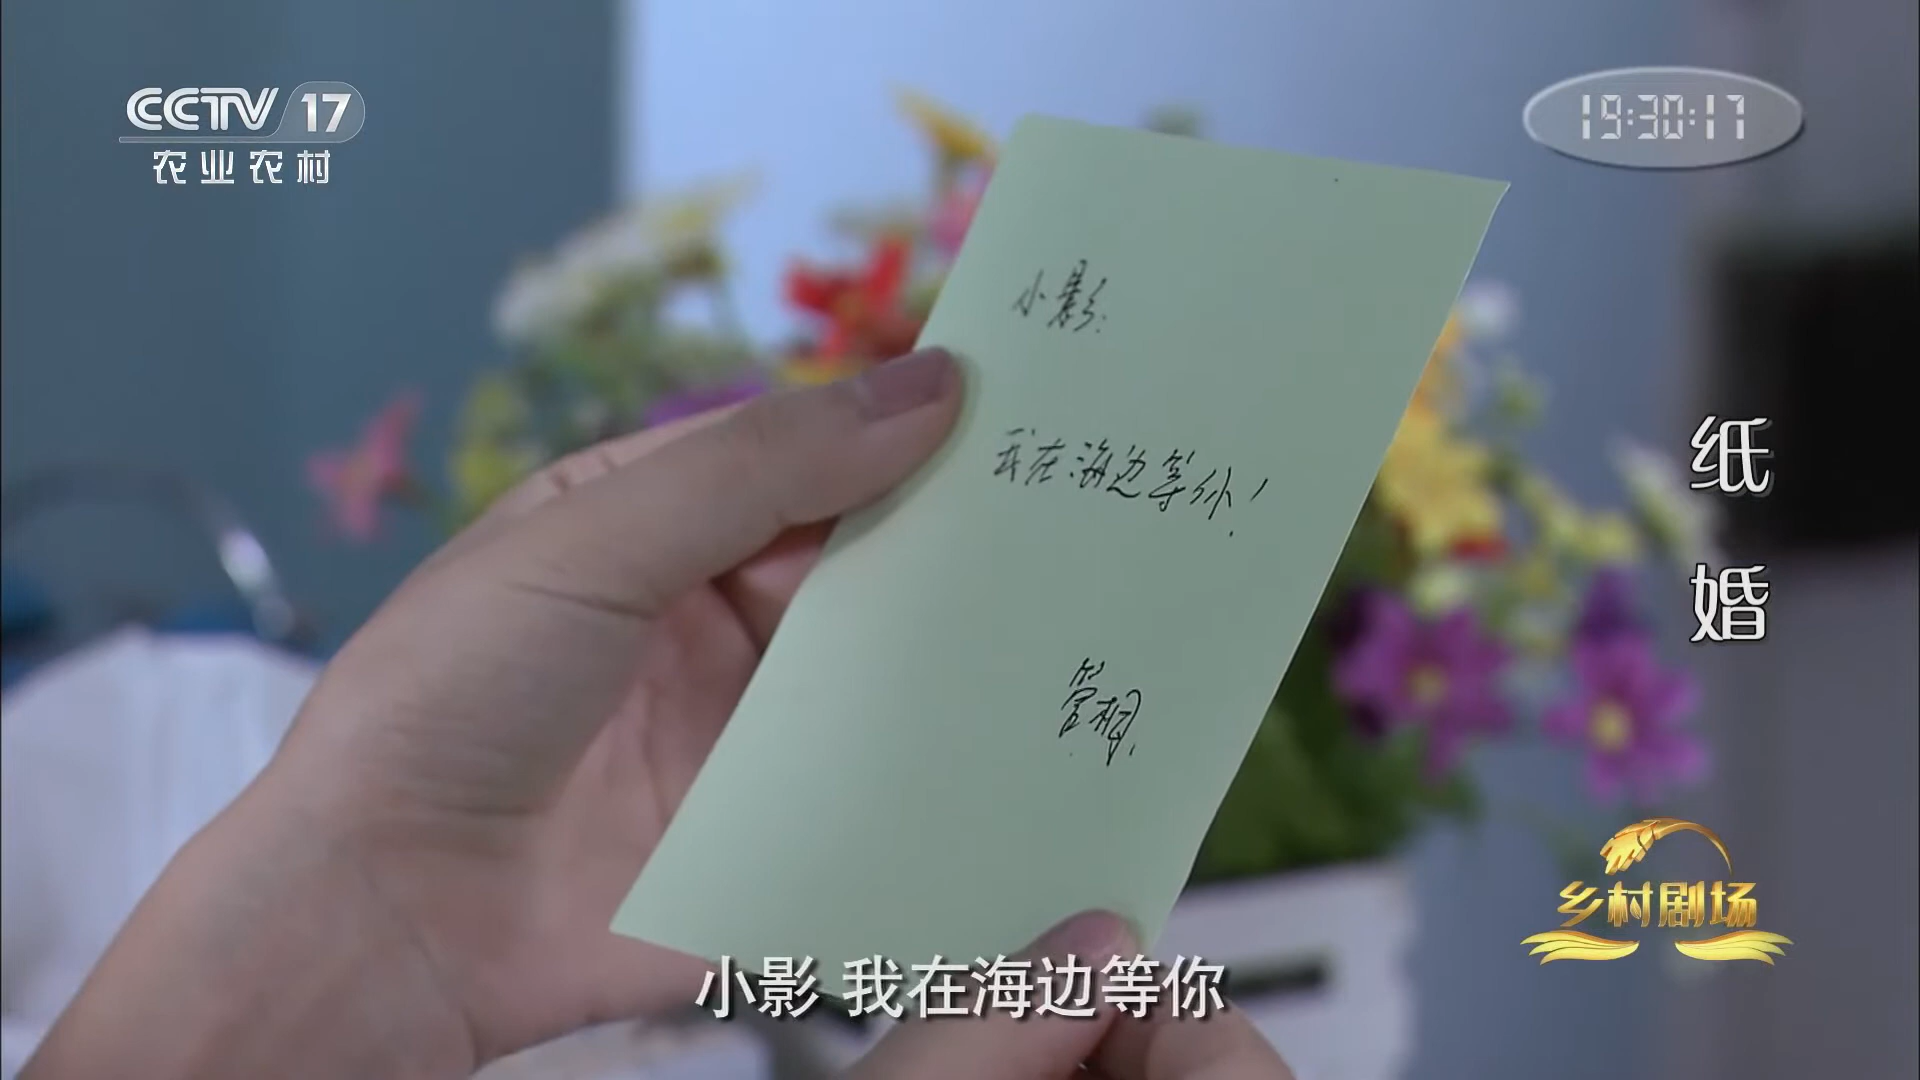 CCTV 17
农业农村
19:30:17
小影:
我在海边等你!
管桐
纸婚
乡村剧场
小影 我在海边等你